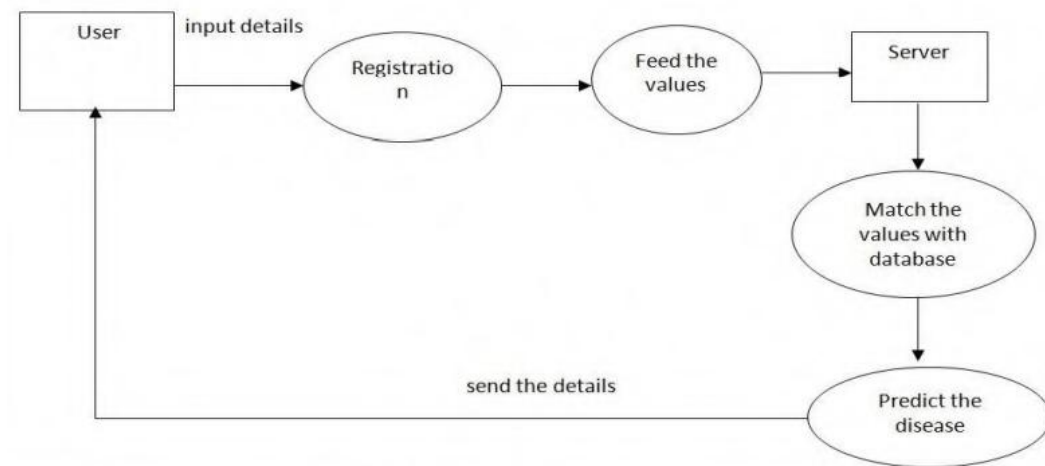 User
input details
Registratio
n
Feed the
values
Server
Match the
values with
database
send the details
Predict the
disease